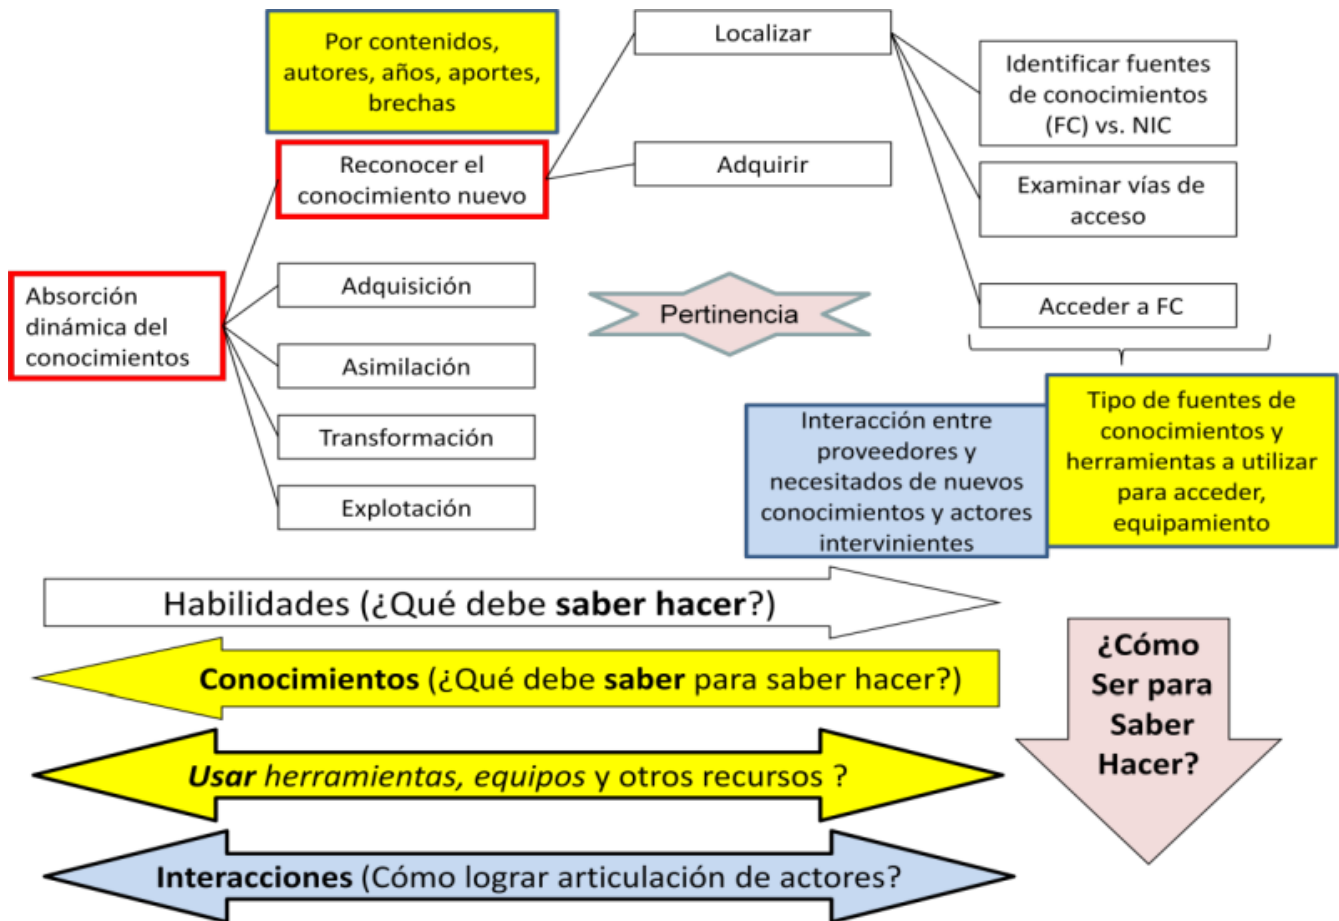 Por contenidos,
autores, años, aportes,
brechas
Localizar
Identificar fuentes
de conocimientos
(FC) vs. NIC
Reconocer el
conocimiento nuevo
Adquirir
Examinar vías de
acceso
Absorción
dinámica del
conocimientos
Adquisición
Pertinencia
Acceder a FC
Asimilación
Transformación
Explotación
Interacción entre
proveedores y
necesitados de nuevos
conocimientos y actores
intervinientes
Tipo de fuentes de
conocimientos y
herramientas a utilizar
para acceder,
equipamiento
Habilidades (¿Qué debe saber hacer?)
Conocimientos (¿Qué debe saber para saber hacer?)
Usar herramientas, equipos y otros recursos ?
Interacciones (Cómo lograr articulación de actores?
¿Cómo
Ser para
Saber
Hacer?